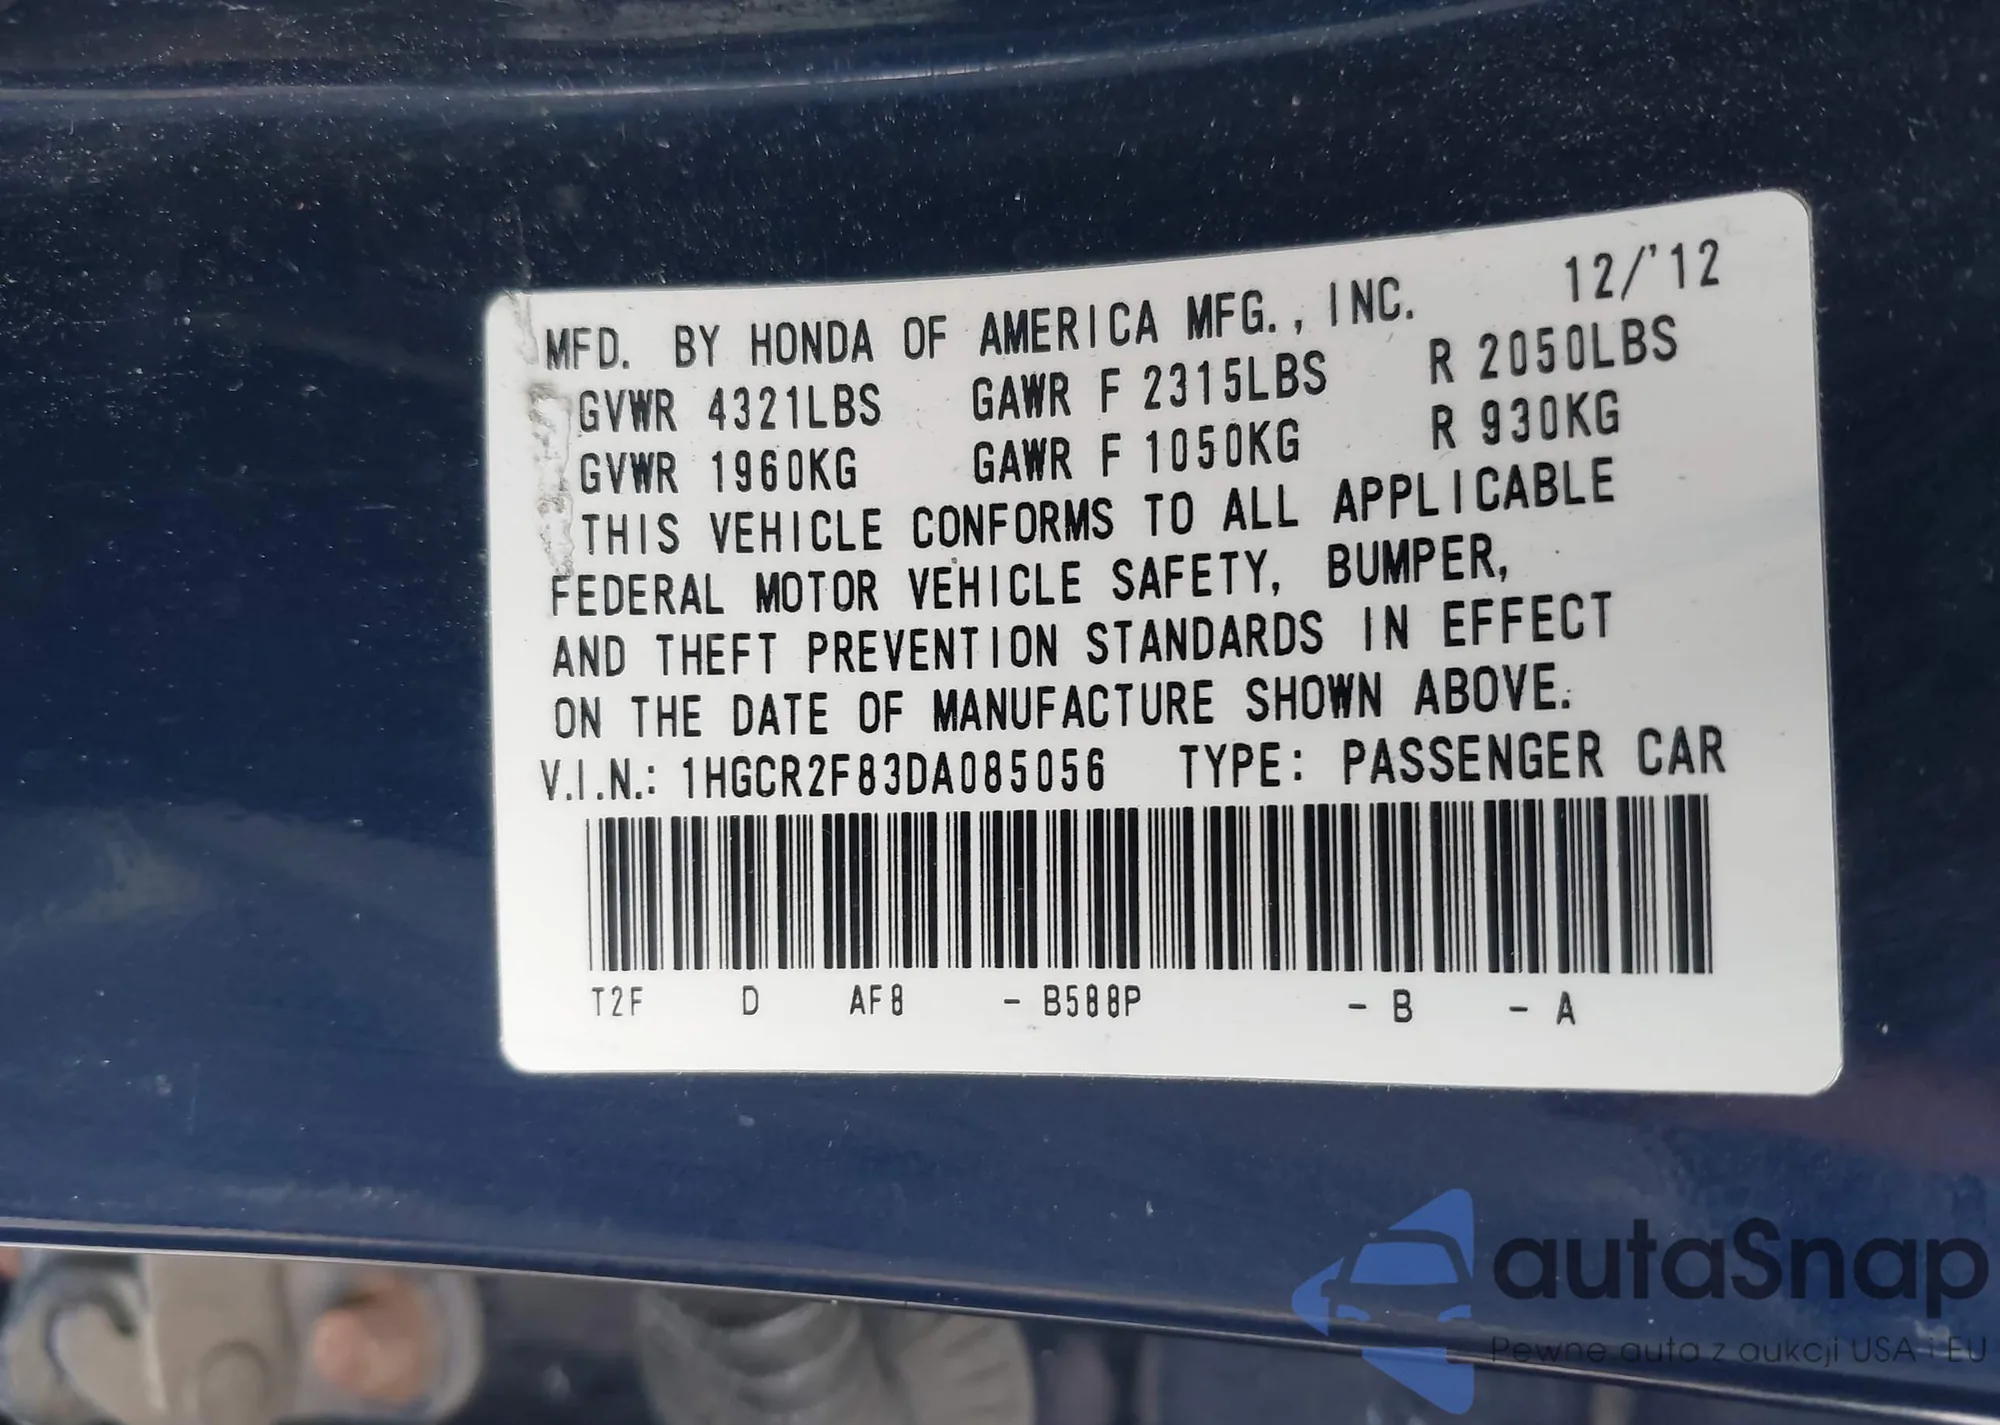 MFD. BY HONDA OF AMERICA MFG., INC. 12/'12
GVWR 4321LBS GAWR F 2315LBS R 2050LBS
GVWR 1960KG GAWR F 1050KG R 930KG
THIS VEHICLE CONFORMS TO ALL APPLICABLE
FEDERAL MOTOR VEHICLE SAFETY, BUMPER,
AND THEFT PREVENTION STANDARDS IN EFFECT
ON THE DATE OF MANUFACTURE SHOWN ABOVE.
V.I.N.: 1HGCR2F83DA085056 TYPE: PASSENGER CAR
T2F D AF8 - B588P - B - A
autaSnap
Pewne auta z aukcji USA i EU